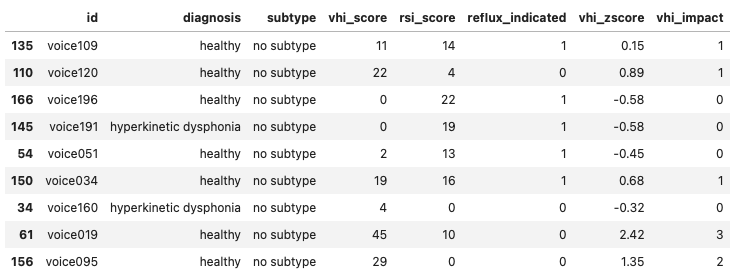 id diagnosis subtype vhi_score rsi_score reflux_indicated vhi_zscore vhi_impact
135 voice109 healthy no subtype 11 14 1 0.15 1
110 voice120 healthy no subtype 22 4 0 0.89 1
166 voice196 healthy no subtype 0 22 1 -0.58 0
145 voice191 hyperkinetic dysphonia no subtype 0 19 1 -0.58 0
54 voice051 healthy no subtype 2 13 1 -0.45 0
150 voice034 healthy no subtype 19 16 1 0.68 1
34 voice160 hyperkinetic dysphonia no subtype 4 0 0 -0.32 0
61 voice019 healthy no subtype 45 10 0 2.42 3
156 voice095 healthy no subtype 29 0 0 1.35 2